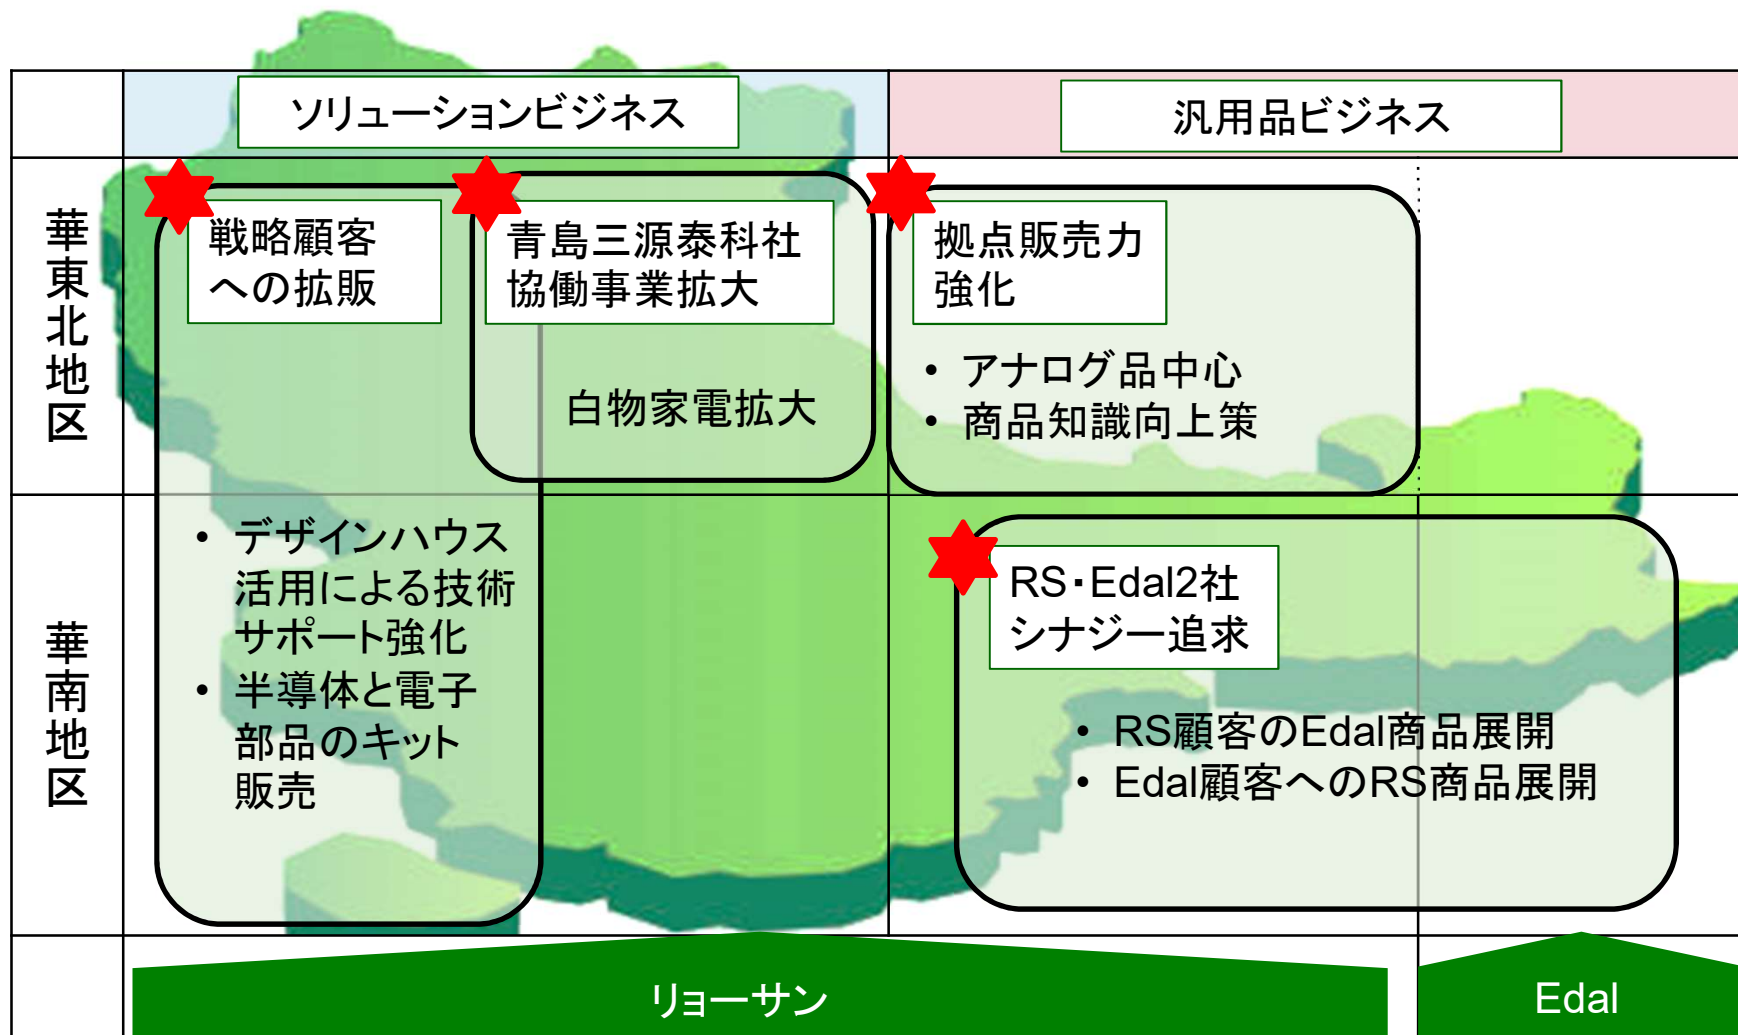 ソリューションビジネス
汎用品ビジネス
華東北地区
戦略顧客
への拡販
青島三源泰科社
協働事業拡大
白物家電拡大
拠点販売力
強化
• アナログ品中心
• 商品知識向上策
華南地区
• デザインハウス
活用による技術
サポート強化
• 半導体と電子
部品のキット
販売
RS・Edal2社
シナジー追求
• RS顧客のEdal商品展開
• Edal顧客へのRS商品展開
リョーサン
Edal